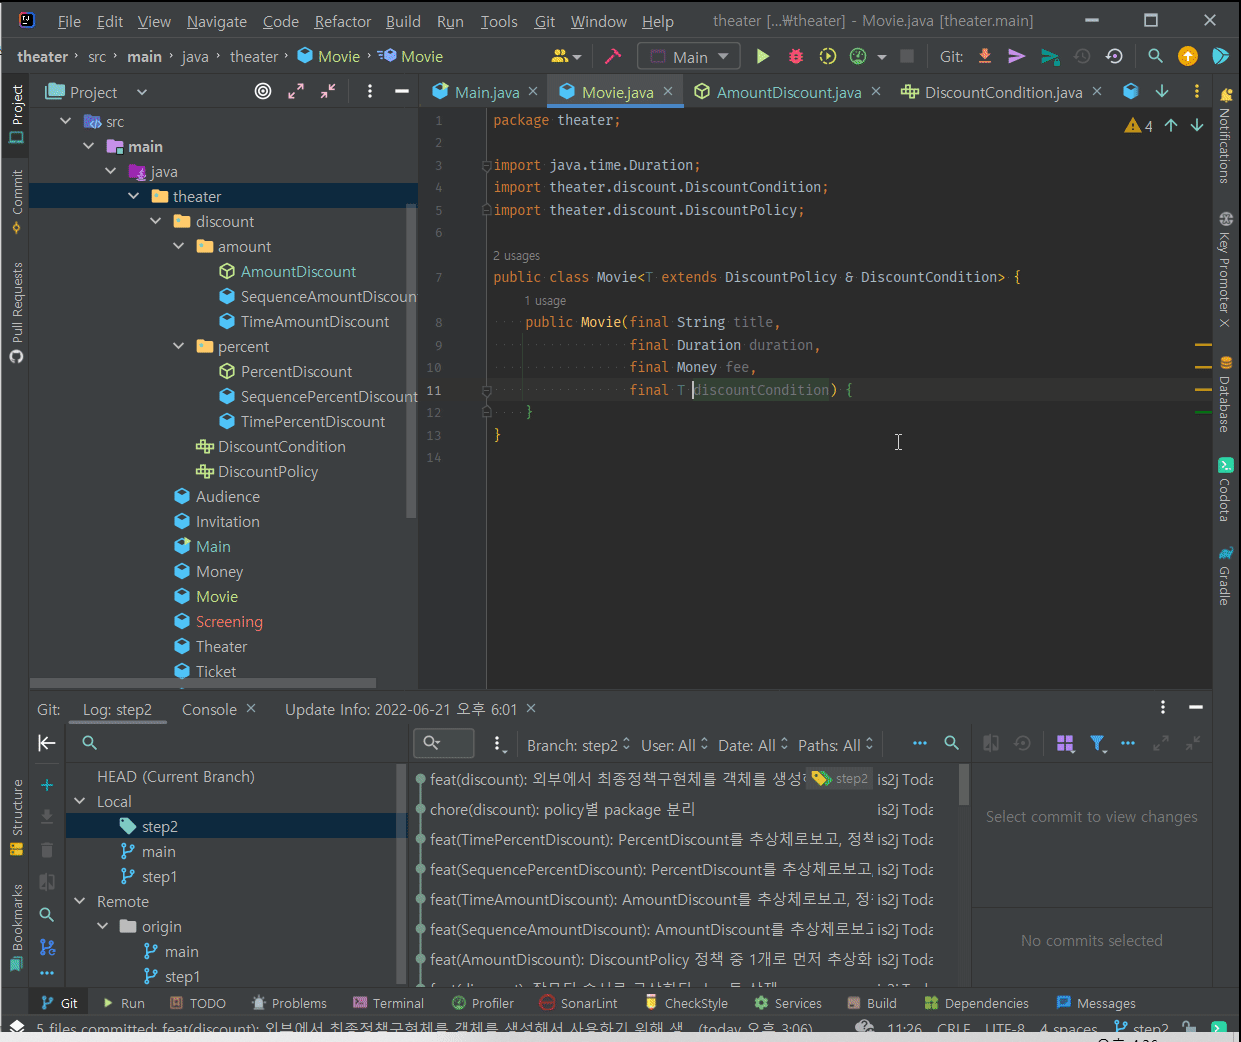 File Edit View Navigate Code Refactor Build Run Tools Git Window Help theater [...₩theater] - Movie.java [theater.main]
theater › src › main › java › theater › Movie › Movie Main Git:
Project
Main.java Movie.java AmountDiscount.java DiscountCondition.java
src
main
java
theater
discount
amount
AmountDiscount
SequenceAmountDiscoun
TimeAmountDiscount
percent
PercentDiscount
SequencePercentDiscount
TimePercentDiscount
DiscountCondition
DiscountPolicy
Audience
Invitation
Main
Money
Movie
Screening
Theater
Ticket
4
1 package theater;
2
3 import java.time.Duration;
4 import theater.discount.DiscountCondition;
5 import theater.discount.DiscountPolicy;
6
2 usages
7 public class Movie<T extends DiscountPolicy & DiscountCondition> {
1 usage
8 public Movie(final String title,
9 final Duration duration,
10 final Money fee,
11 final T discountCondition) {
12 }
13 }
14
Project
Commit
Pull Requests
Structure
Bookmarks
Notifications
Key Promoter X
Database
Codota
Gradle
Git: Log: step2 Console Update Info: 2022-06-21 오후 6:01
Branch: step2 User: All Date: All Paths: All
HEAD (Current Branch)
Local
step2
main
step1
Remote
origin
main
step1
feat(discount): 외부에서 최종정책구현체를 객체를 생성 step2 is2j Toda
chore(discount): policy별 package 분리 is2j Toda
feat(TimePercentDiscount): PercentDiscount를 추상체로보고, 정책 is2j Toda
feat(SequencePercentDiscount): PercentDiscount를 추상체로보고, is2j Toda
feat(TimeAmountDiscount): AmountDiscount를 추상체로보고, 정책 is2j Toda
feat(SequenceAmountDiscount): AmountDiscount를 추상체로보고 is2j Toda
feat(AmountDiscount): DiscountPolicy 정책 중 1개로 먼저 추상화 is2j Toda
Select commit to view changes
No commits selected
Git Run TODO Problems Terminal Profiler SonarLint CheckStyle Services Build Dependencies Messages
5 files committed: feat(discount): 외부에서 최종정책구현체를 객체를 생성해서 사용하기 위해 생... (today 오후 3:06) 11:26 CRLF UTF-8 4 spaces step2